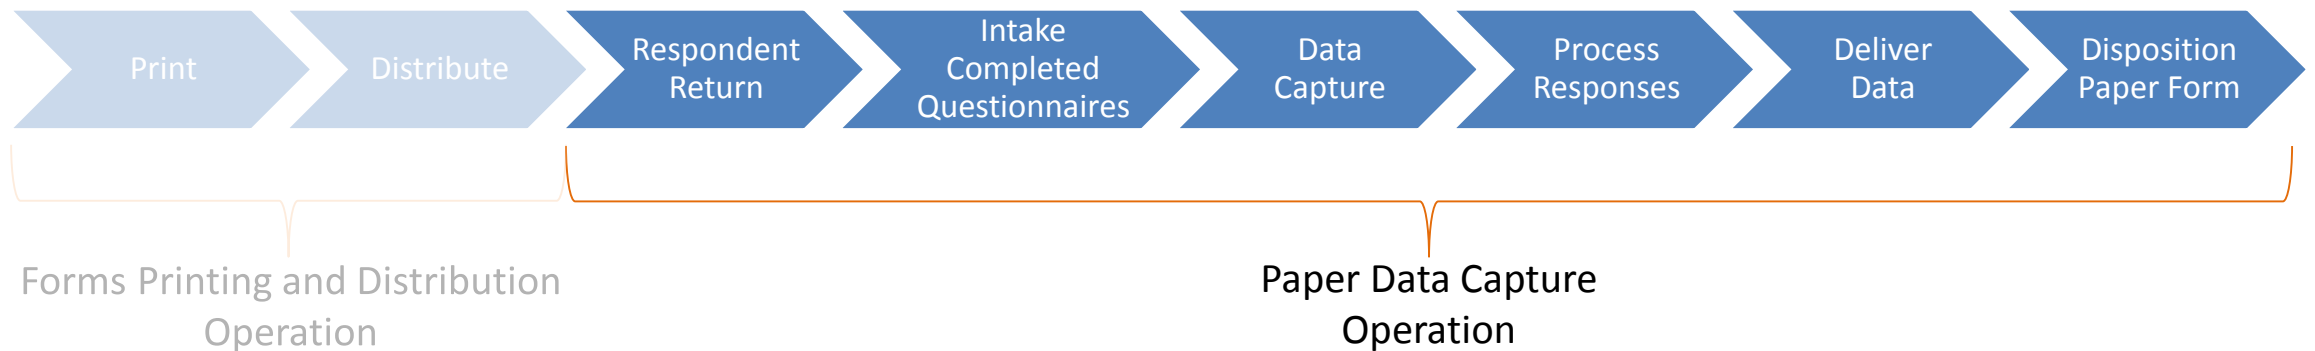 Print
Distribute
Respondent
Return
Intake
Completed
Questionnaires
Data
Capture
Process
Responses
Deliver
Data
Disposition
Paper Form
Forms Printing and Distribution
Operation
Paper Data Capture
Operation